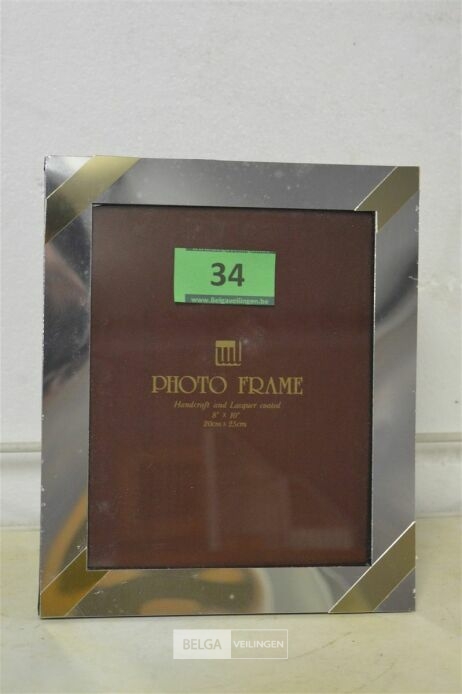 34
www.Belgaveilingen.be
PHOTO FRAME
Handcraft and Lacquer coated
8" x 10"
20cm x 25cm
BELGA VEILINGEN